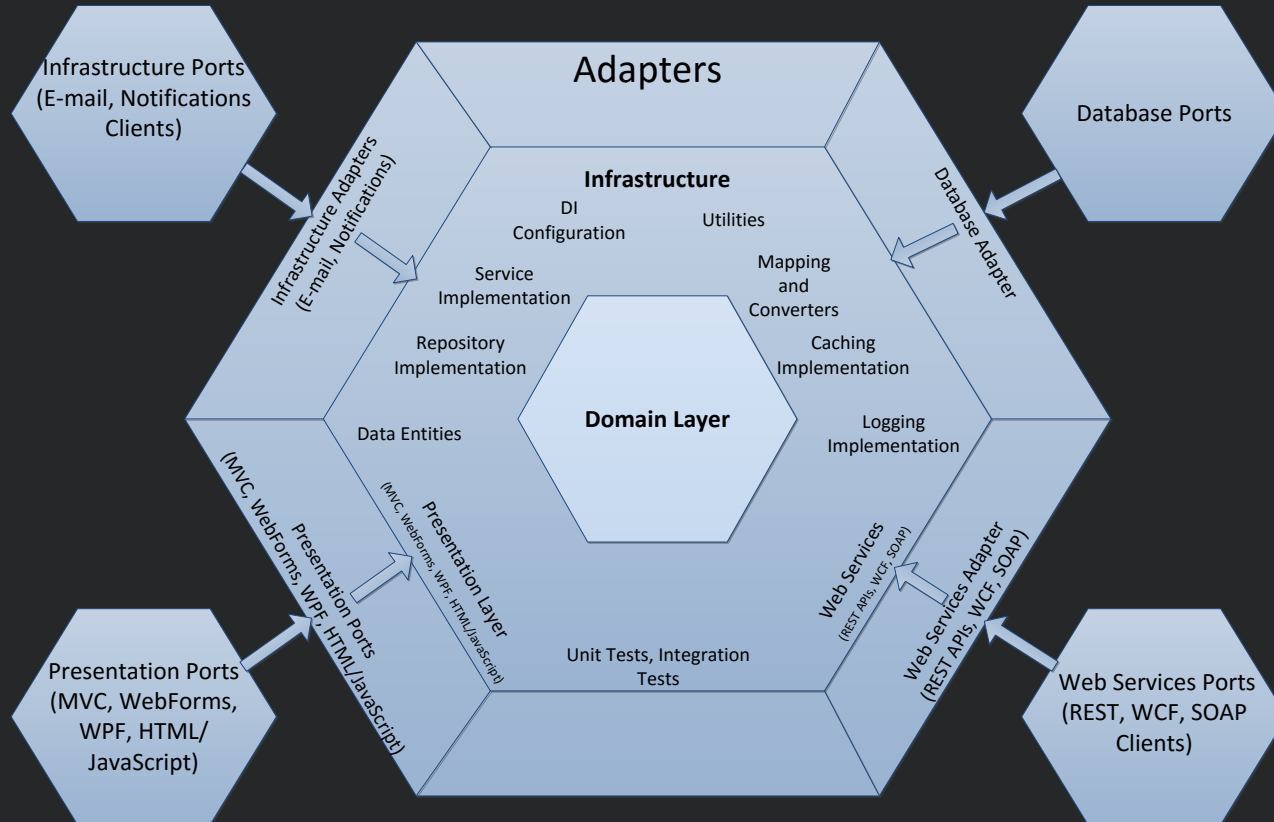 Adapters
Infrastructure Ports
(E-mail, Notifications
Clients)
Database Ports
Infrastructure Adapters
(E-mail, Notifications)
Database Adapter
Infrastructure
DI
Configuration
Utilities
Service
Implementation
Mapping
and
Converters
Repository
Implementation
Caching
Implementation
Data Entities
Domain Layer
Logging
Implementation
Presentation Ports
(MVC, WebForms, WPF, HTML/JavaScript)
Presentation Layer
(MVC, WebForms, WPF, HTML/JavaScript)
Web Services
(REST APIs, WCF, SOAP)
Web Services Adapter
(REST APIs, WCF, SOAP)
Unit Tests, Integration
Tests
Presentation Ports
(MVC, WebForms,
WPF, HTML/
JavaScript)
Web Services Ports
(REST, WCF, SOAP
Clients)